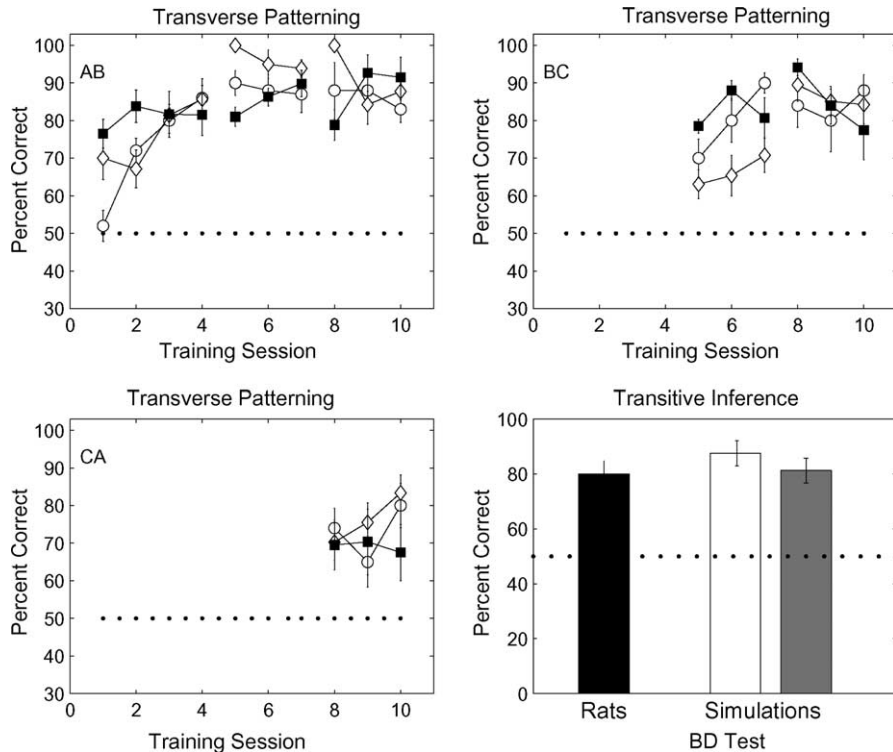 Transverse Patterning
AB
Percent Correct
100
90
80
70
60
50
40
30
0
2
4
6
8
10
Training Session
Transverse Patterning
BC
Percent Correct
100
90
80
70
60
50
40
30
0
2
4
6
8
10
Training Session
Transverse Patterning
CA
Percent Correct
100
90
80
70
60
50
40
30
0
2
4
6
8
10
Training Session
Transitive Inference
Percent Correct
100
80
60
40
20
0
Rats
Simulations
BD Test